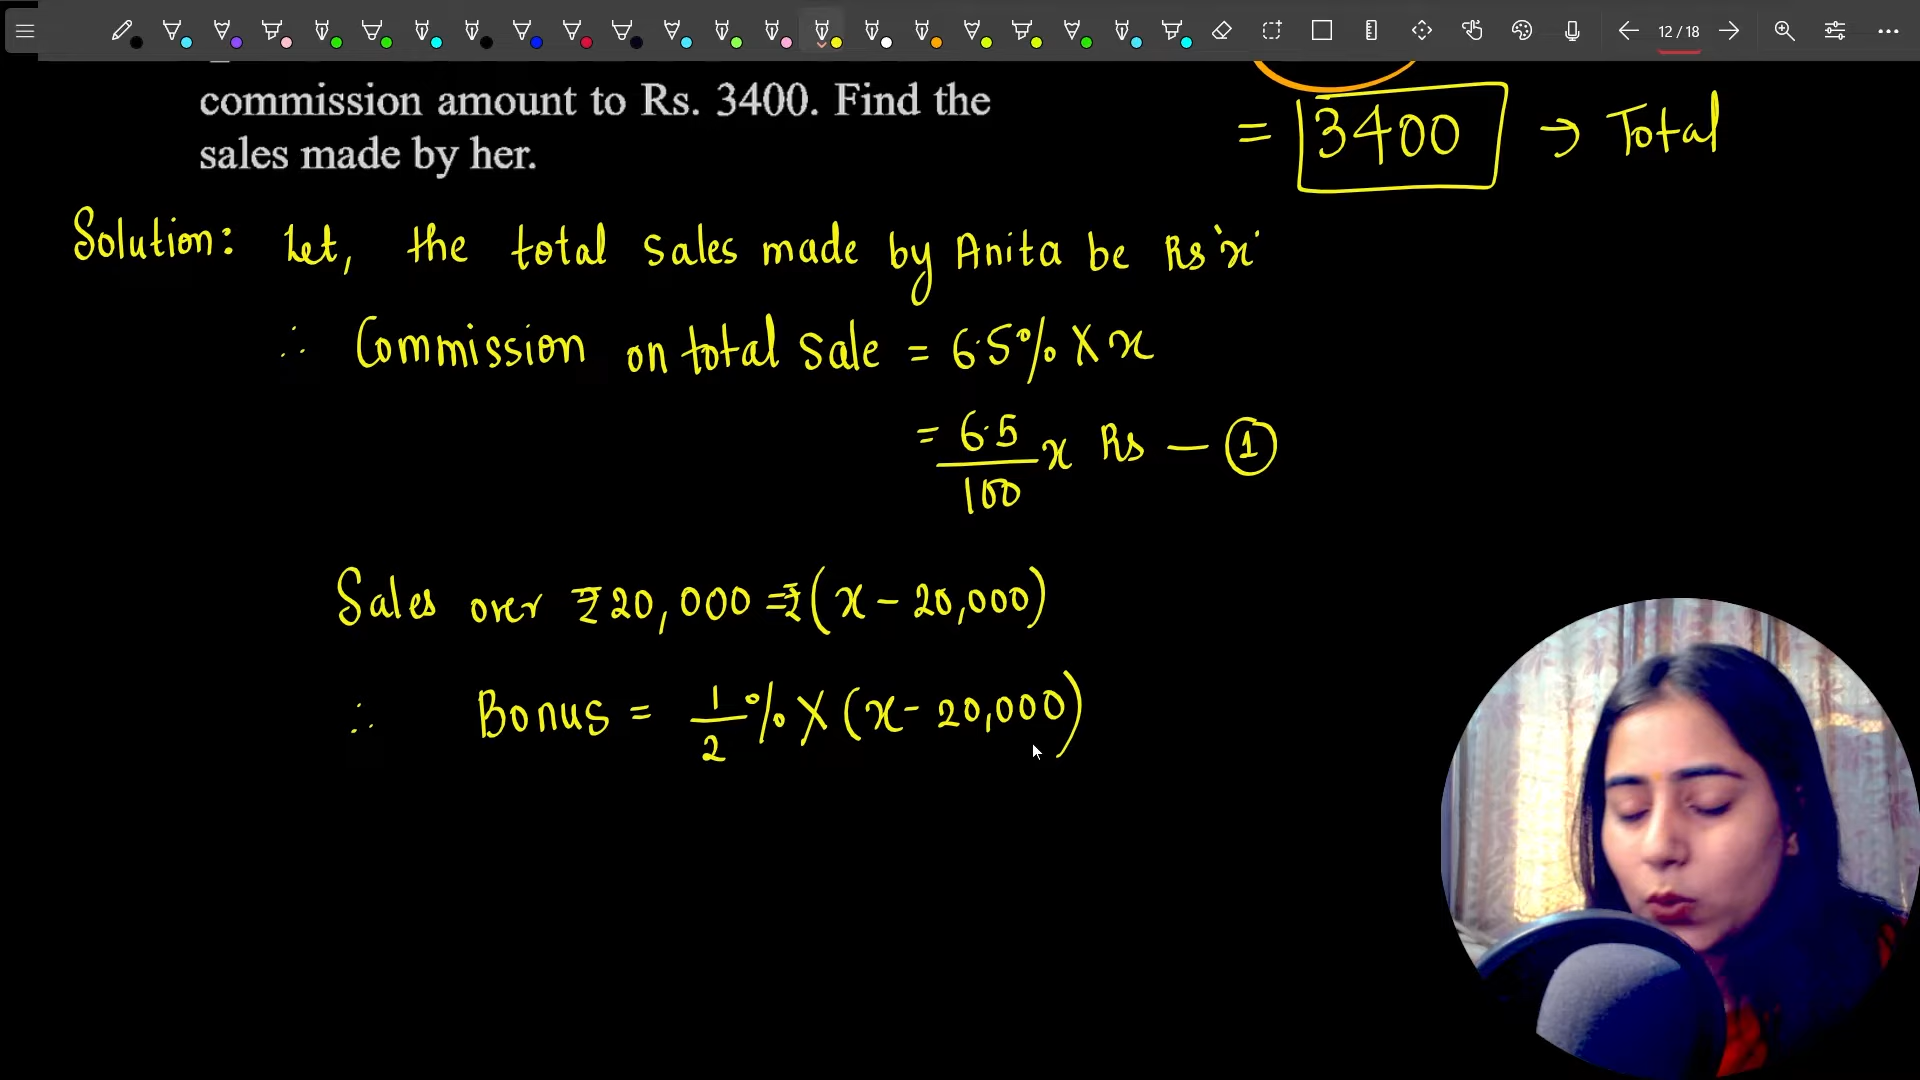 12 / 18
commission amount to Rs. 3400. Find the
sales made by her.
= 3400 → Total
Solution: Let, the total sales made by Anita be Rs 'x'
∴ Commission on total sale = 6.5% X x
= 6.5/100 x Rs — ①
Sales over ₹20,000 = ₹(x - 20,000)
∴ Bonus = 1/2 % X (x - 20,000)